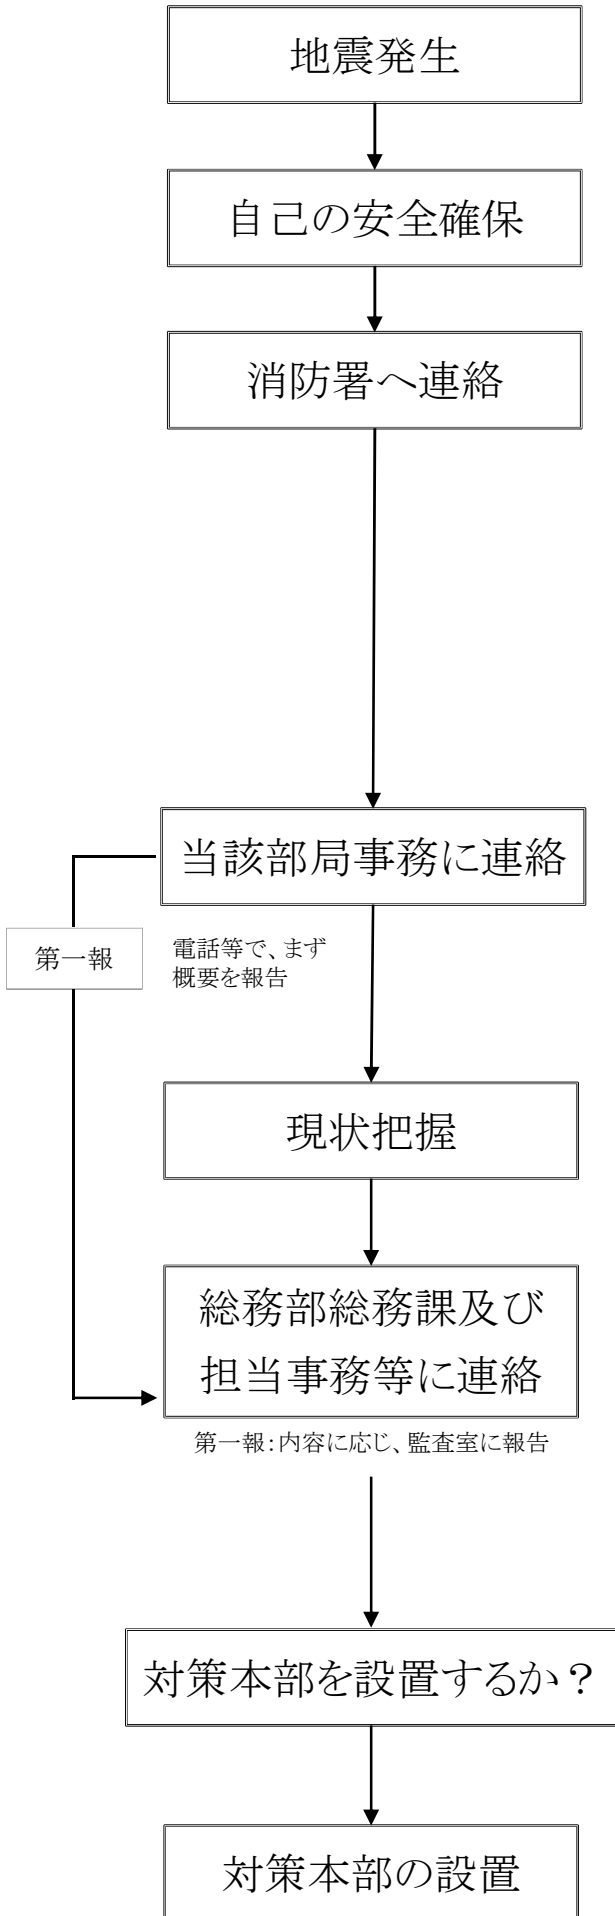 地震発生
自己の安全確保
消防署へ連絡
当該部局事務に連絡
第一報
電話等で、まず
概要を報告
現状把握
総務部総務課及び
担当事務等に連絡
第一報:内容に応じ、監査室に報告
対策本部を設置するか？
対策本部の設置